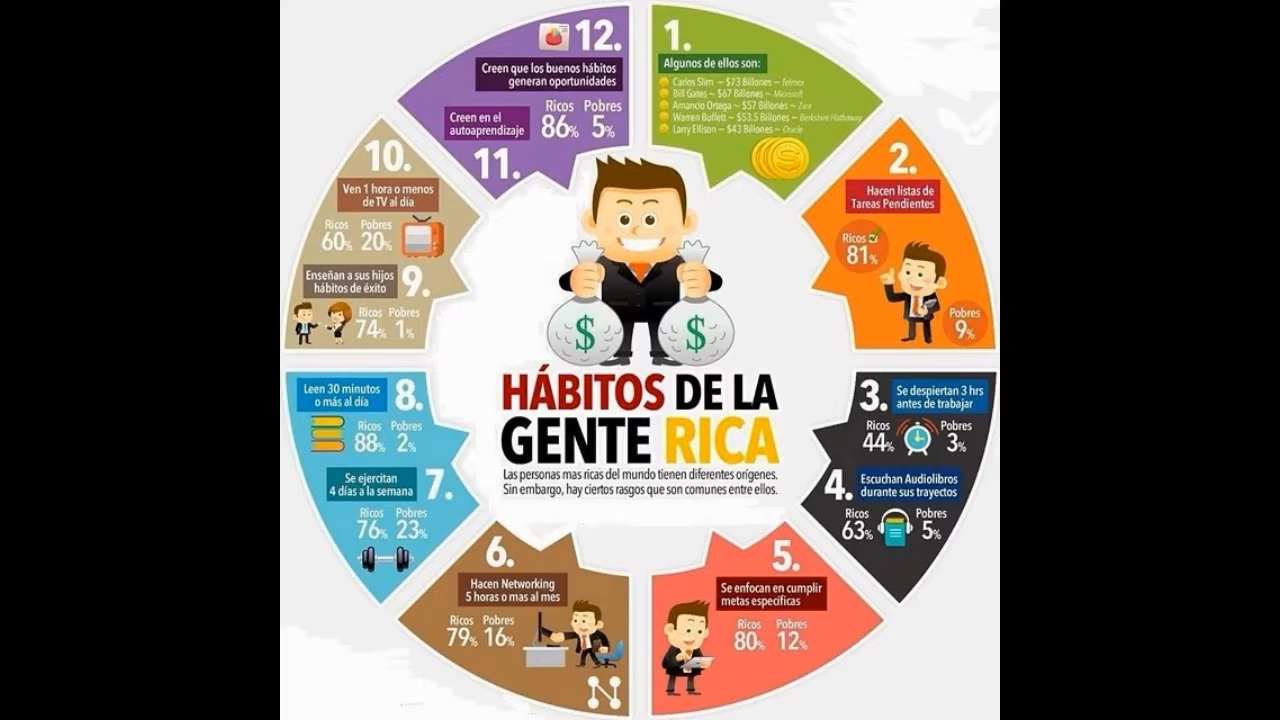 HÁBITOS DE LA
GENTE RICA
Las personas mas ricas del mundo tienen diferentes orígenes.
Sin embargo, hay ciertos rasgos que son comunes entre ellos.
1.
Algunos de ellos son:
Carlos Slim ~ $73 Billones ~ Telmex
Bill Gates ~ $67 Billones ~ Microsoft
Amancio Ortega ~ $57 Billones ~ Zara
Warren Buffett ~ $53.5 Billones ~ Berkshire Hathaway
Larry Ellison ~ $43 Billones ~ Oracle
2.
Hacen listas de
Tareas Pendientes
Ricos
81%
Pobres
9%
3.
Se despiertan 3 hrs
antes de trabajar
Ricos Pobres
44% 3%
4.
Escuchan Audiolibros
durante sus trayectos
Ricos Pobres
63% 5%
5.
Se enfocan en cumplir
metas específicas
Ricos Pobres
80% 12%
6.
Hacen Networking
5 horas o mas al mes
Ricos Pobres
79% 16%
N
7.
Se ejercitan
4 días a la semana
Ricos Pobres
76% 23%
8.
Leen 30 minutos
o más al día
Ricos Pobres
88% 2%
9.
Enseñan a sus hijos
hábitos de éxito
Ricos Pobres
74% 1%
10.
Ven 1 hora o menos
de TV al día
Ricos Pobres
60% 20%
11.
Creen en el
autoaprendizaje
Ricos Pobres
86% 5%
12.
Creen que los buenos hábitos
generan oportunidades
$
$